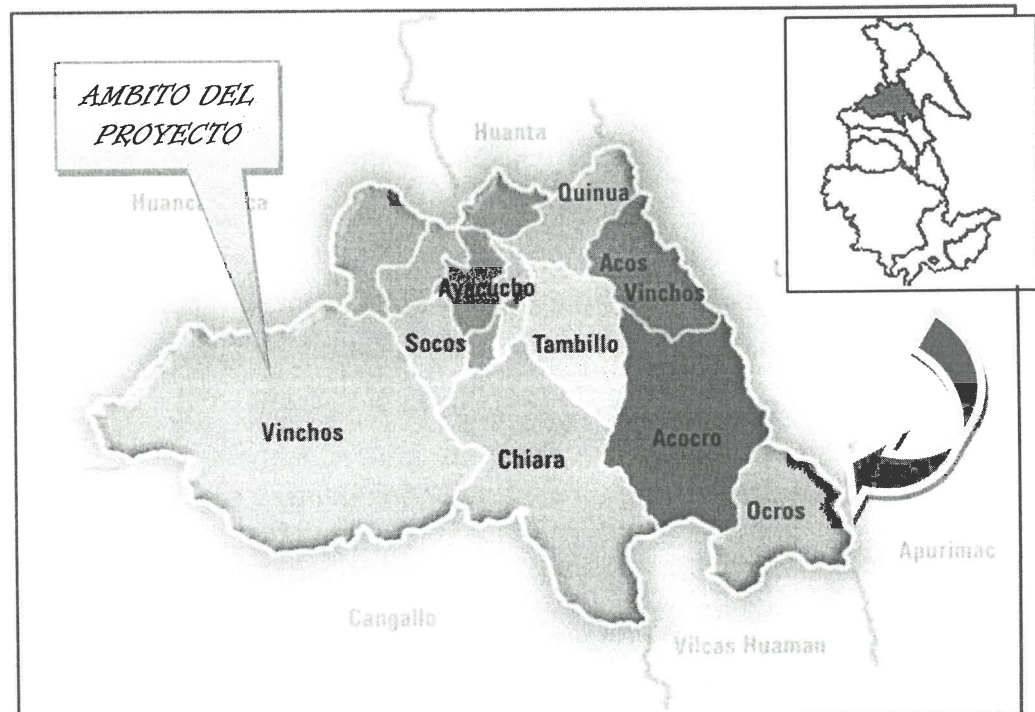 AMBITO DEL
PROYECTO
Huanta
Quinua
Acos
Vinchos
Ayacucho
Socos
Tambillo
Vinchos
Chiara
Acocro
Ocros
Apurimac
Cangallo
Vilcas Huaman